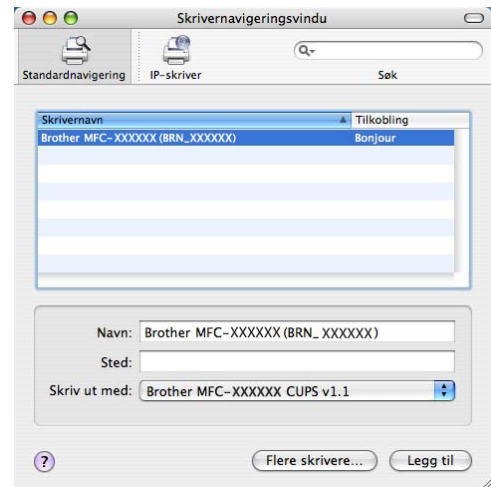 Skrivernavigeringsvindu
Standardnavigering IP-skriver Søk
Skrivernavn Tilkobling
Brother MFC-XXXXXX (BRN_XXXXXX) Bonjour
Navn: Brother MFC-XXXXXX (BRN_ XXXXXX)
Sted:
Skriv ut med: Brother MFC-XXXXXX CUPS v1.1
? Flere skrivere... Legg til